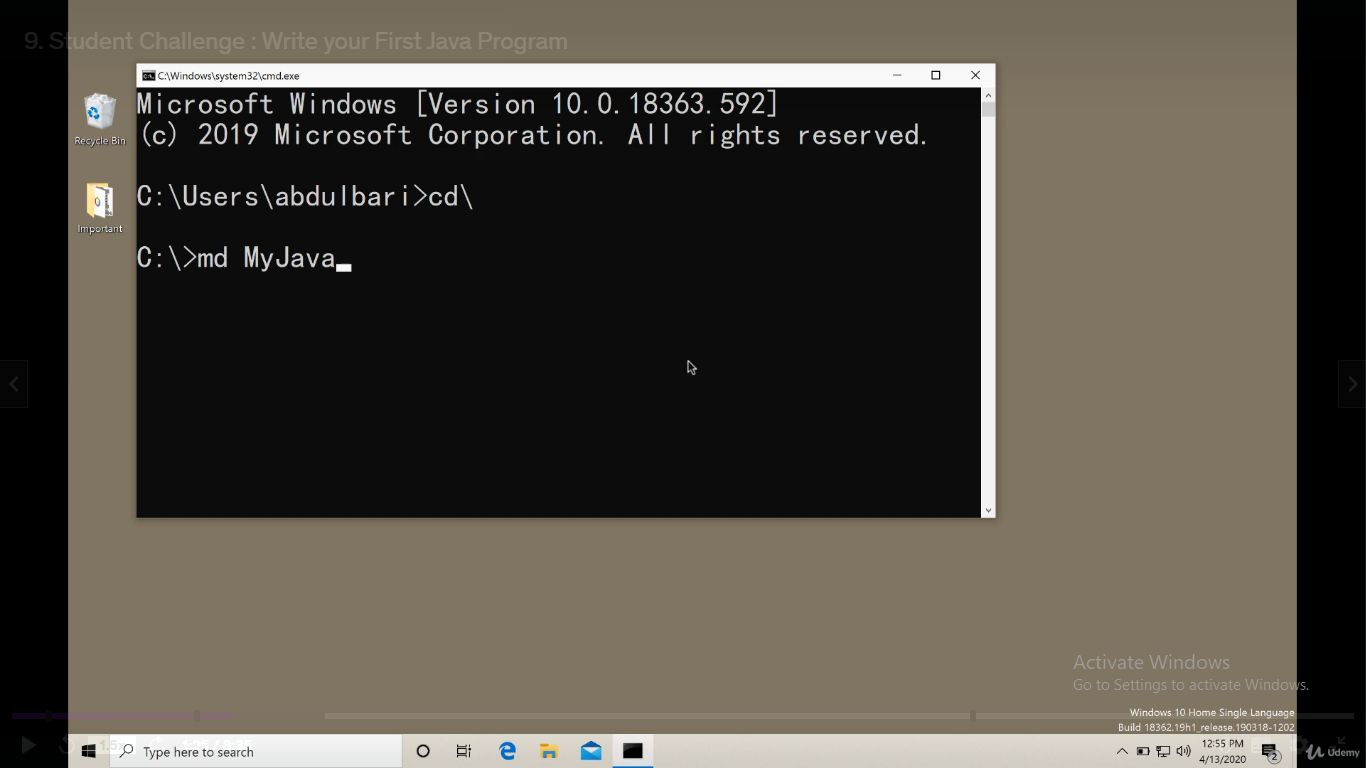 9. Student Challenge : Write your First Java Program
C:\Windows\system32\cmd.exe
Microsoft Windows [Version 10.0.18363.592]
(c) 2019 Microsoft Corporation. All rights reserved.
C:\Users\abdulbari>cd\
C:\>md MyJava
Recycle Bin
Important
Activate Windows
Go to Settings to activate Windows.
Windows 10 Home Single Language
Build 18362.19h1_release.190318-1202
1.5x
Type here to search
12:55 PM
4/13/2020
2
Udemy